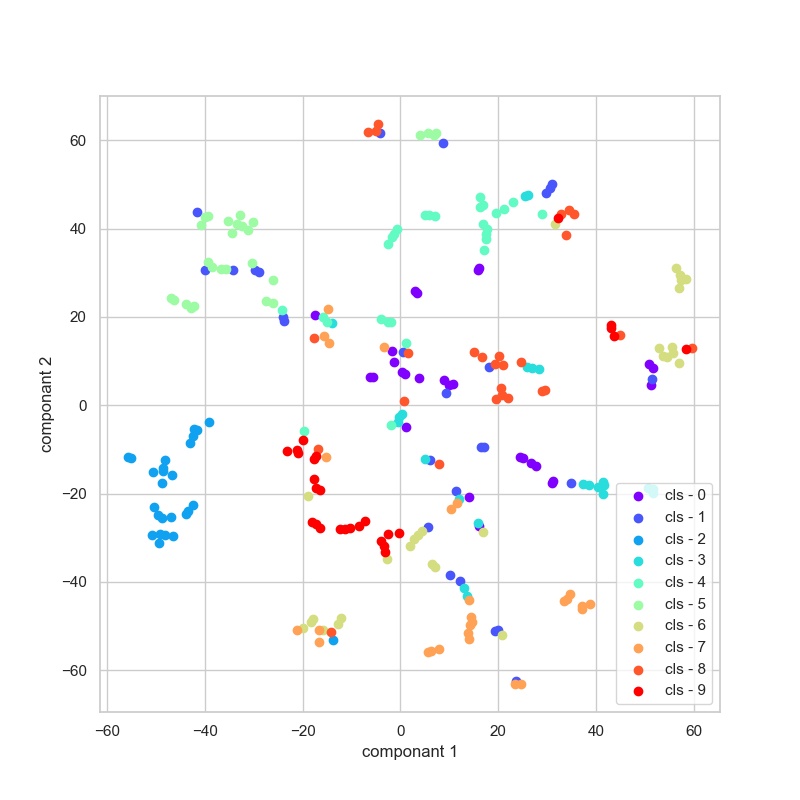 60
40
20
0
−20
−40
−60
componant 2
−60
−40
−20
0
20
40
60
componant 1
cls - 0
cls - 1
cls - 2
cls - 3
cls - 4
cls - 5
cls - 6
cls - 7
cls - 8
cls - 9